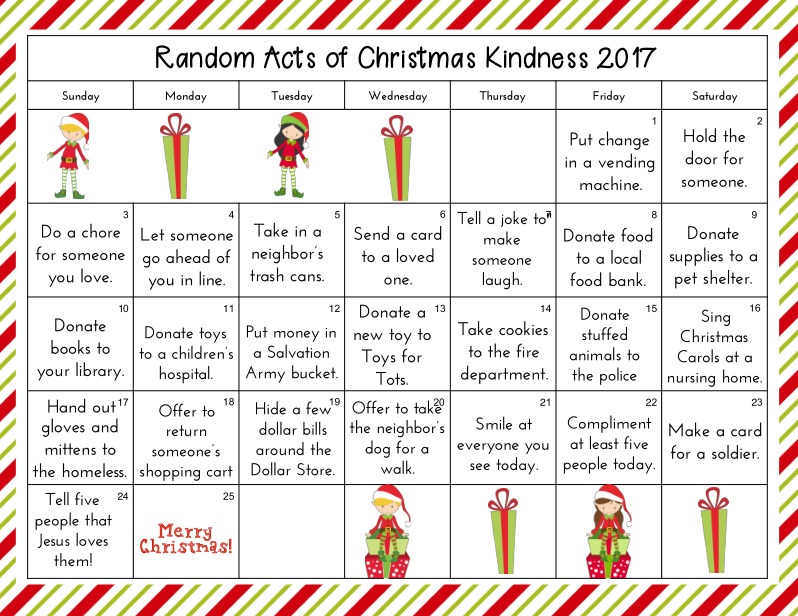 Random Acts of Christmas Kindness 2017
Sunday Monday Tuesday Wednesday Thursday Friday Saturday
1
Put change
in a vending
machine.
2
Hold the
door for
someone.
3
Do a chore
for someone
you love.
4
Let someone
go ahead of
you in line.
5
Take in a
neighbor's
trash cans.
6
Send a card
to a loved
one.
7
Tell a joke to
make
someone
laugh.
8
Donate food
to a local
food bank.
9
Donate
supplies to a
pet shelter.
10
Donate
books to
your library.
11
Donate toys
to a children's
hospital.
12
Put money in
a Salvation
Army bucket.
13
Donate a
new toy to
Toys for
Tots.
14
Take cookies
to the fire
department.
15
Donate
stuffed
animals to
the police
16
Sing
Christmas
Carols at a
nursing home.
17
Hand out
gloves and
mittens to
the homeless.
18
Offer to
return
someone's
shopping cart
19
Hide a few
dollar bills
around the
Dollar Store.
20
Offer to take
the neighbor's
dog for a
walk.
21
Smile at
everyone you
see today.
22
Compliment
at least five
people today.
23
Make a card
for a soldier.
24
Tell five
people that
Jesus loves
them!
25
Merry
Christmas!